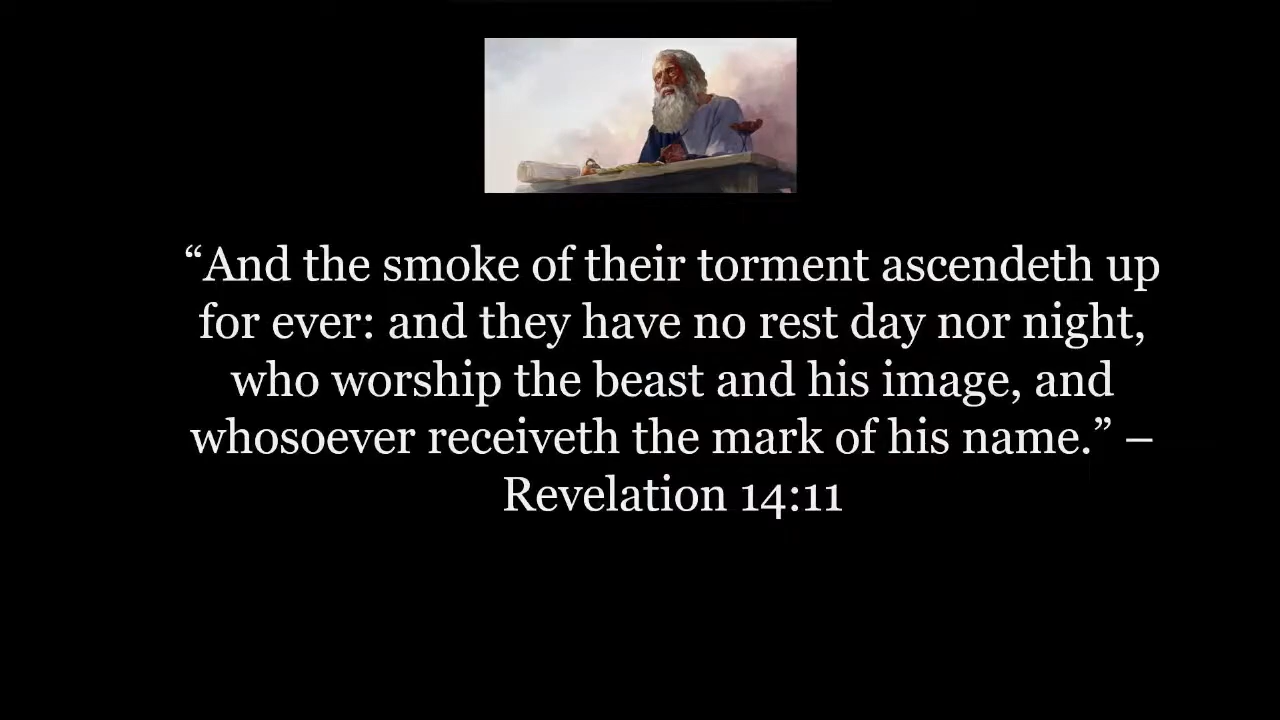 “And the smoke of their torment ascendeth up
for ever: and they have no rest day nor night,
who worship the beast and his image, and
whosoever receiveth the mark of his name.” –
Revelation 14:11